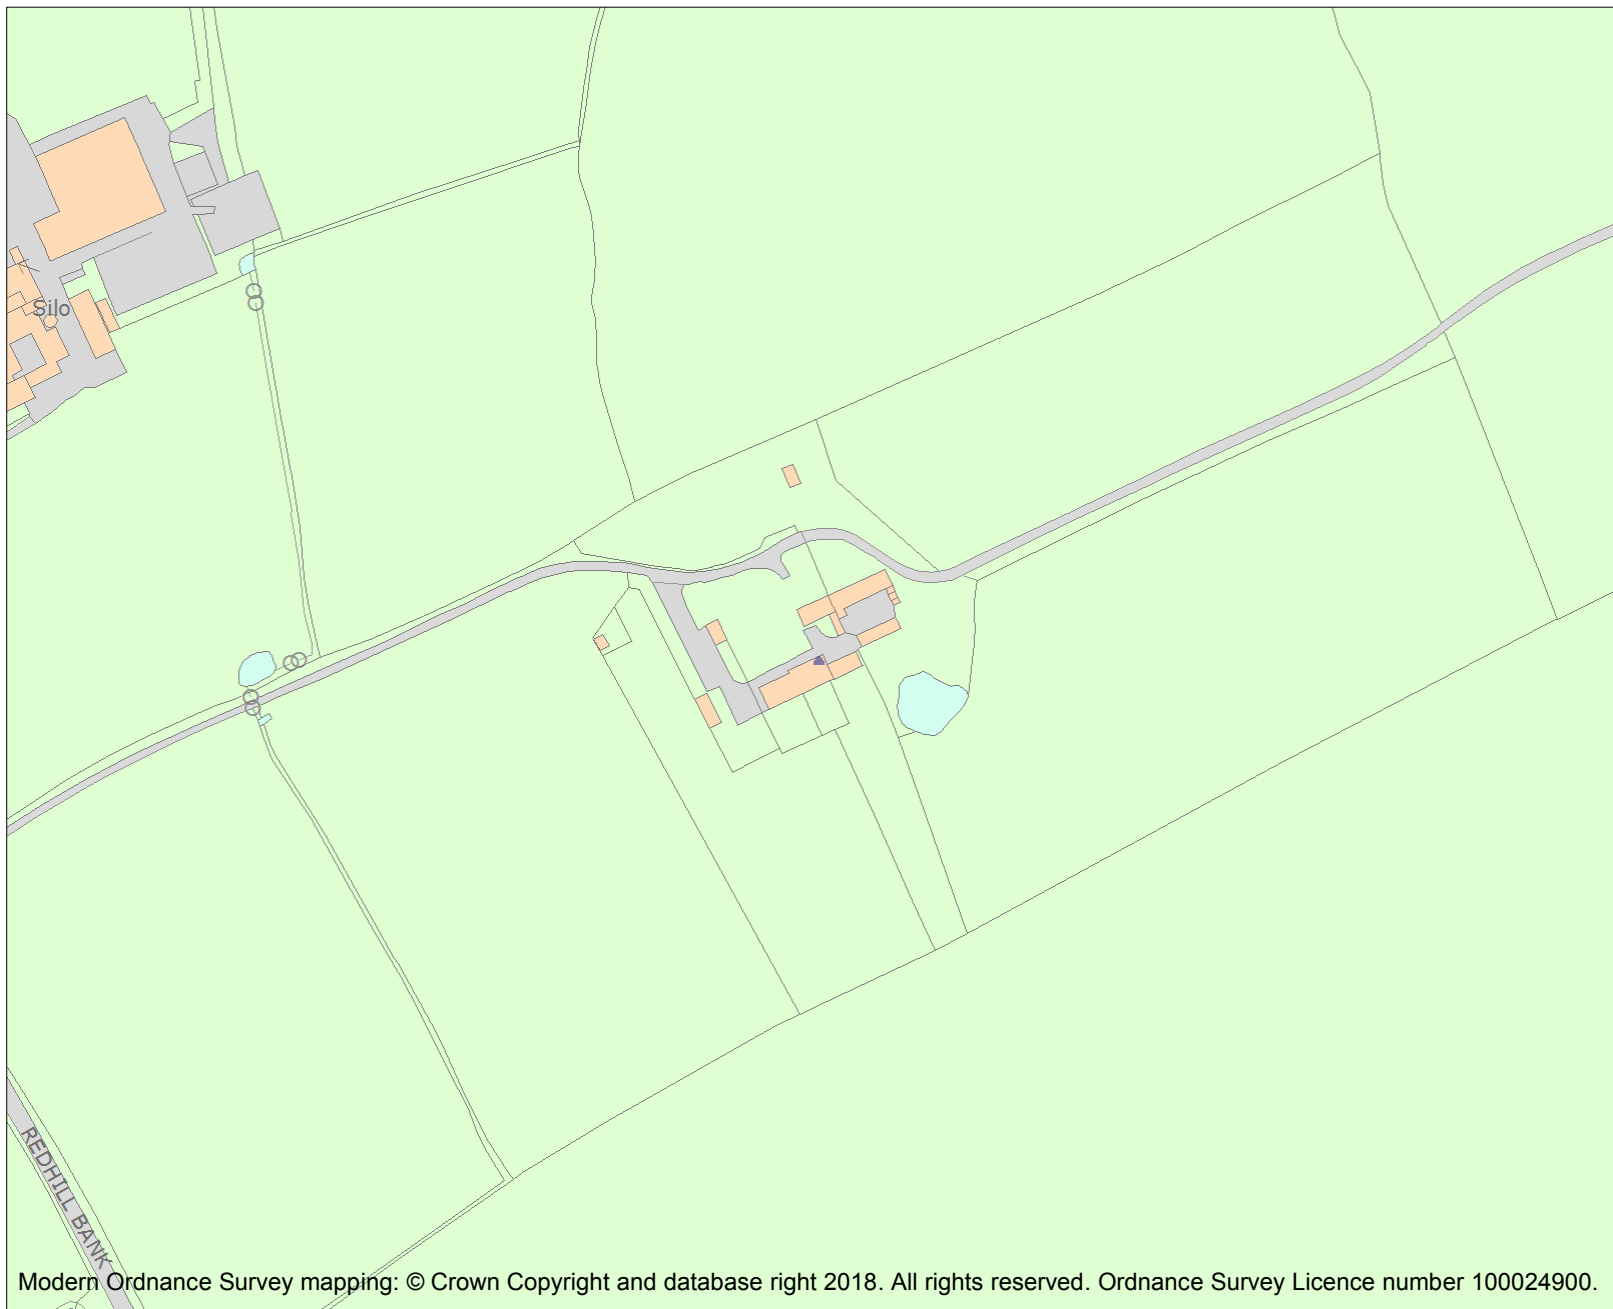 Silo
REDHILL BANK
Modern Ordnance Survey mapping: © Crown Copyright and database right 2018. All rights reserved. Ordnance Survey Licence number 100024900.